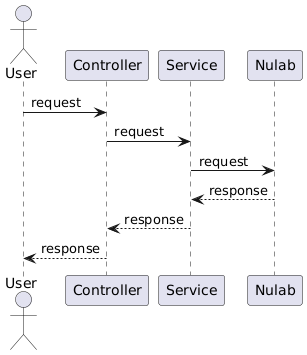 User
Controller
Service
Nulab
request
request
request
response
response
response
User
Controller
Service
Nulab